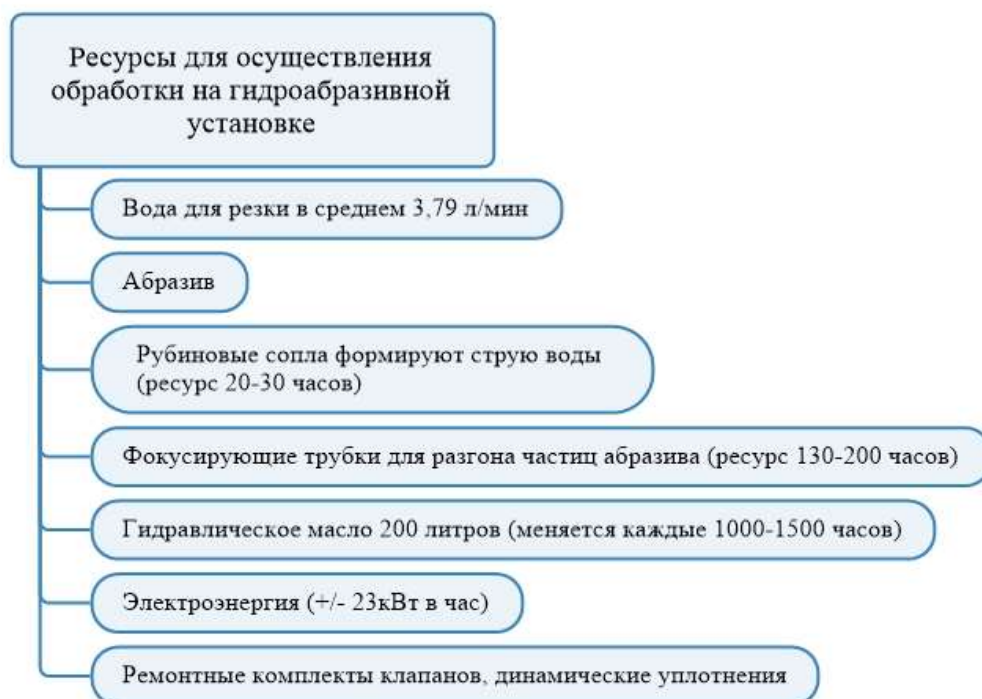 Ресурсы для осуществления
обработки на гидроабразивной
установке
Вода для резки в среднем 3,79 л/мин
Абразив
Рубиновые сопла формируют струю воды
(ресурс 20-30 часов)
Фокусирующие трубки для разгона частиц абразива (ресурс 130-200 часов)
Гидравлическое масло 200 литров (меняется каждые 1000-1500 часов)
Электроэнергия (+/- 23кВт в час)
Ремонтные комплекты клапанов, динамические уплотнения